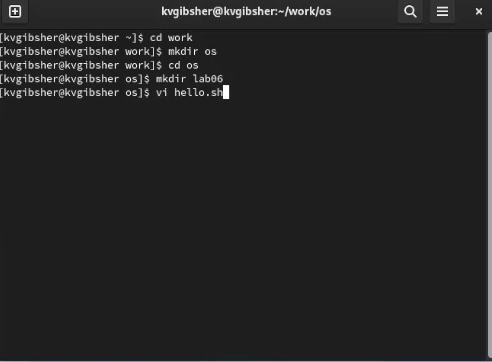 kvgibsher@kvgibsher:~/work/os
[kvgibsher@kvgibsher ~]$ cd work
[kvgibsher@kvgibsher work]$ mkdir os
[kvgibsher@kvgibsher work]$ cd os
[kvgibsher@kvgibsher os]$ mkdir lab06
[kvgibsher@kvgibsher os]$ vi hello.sh